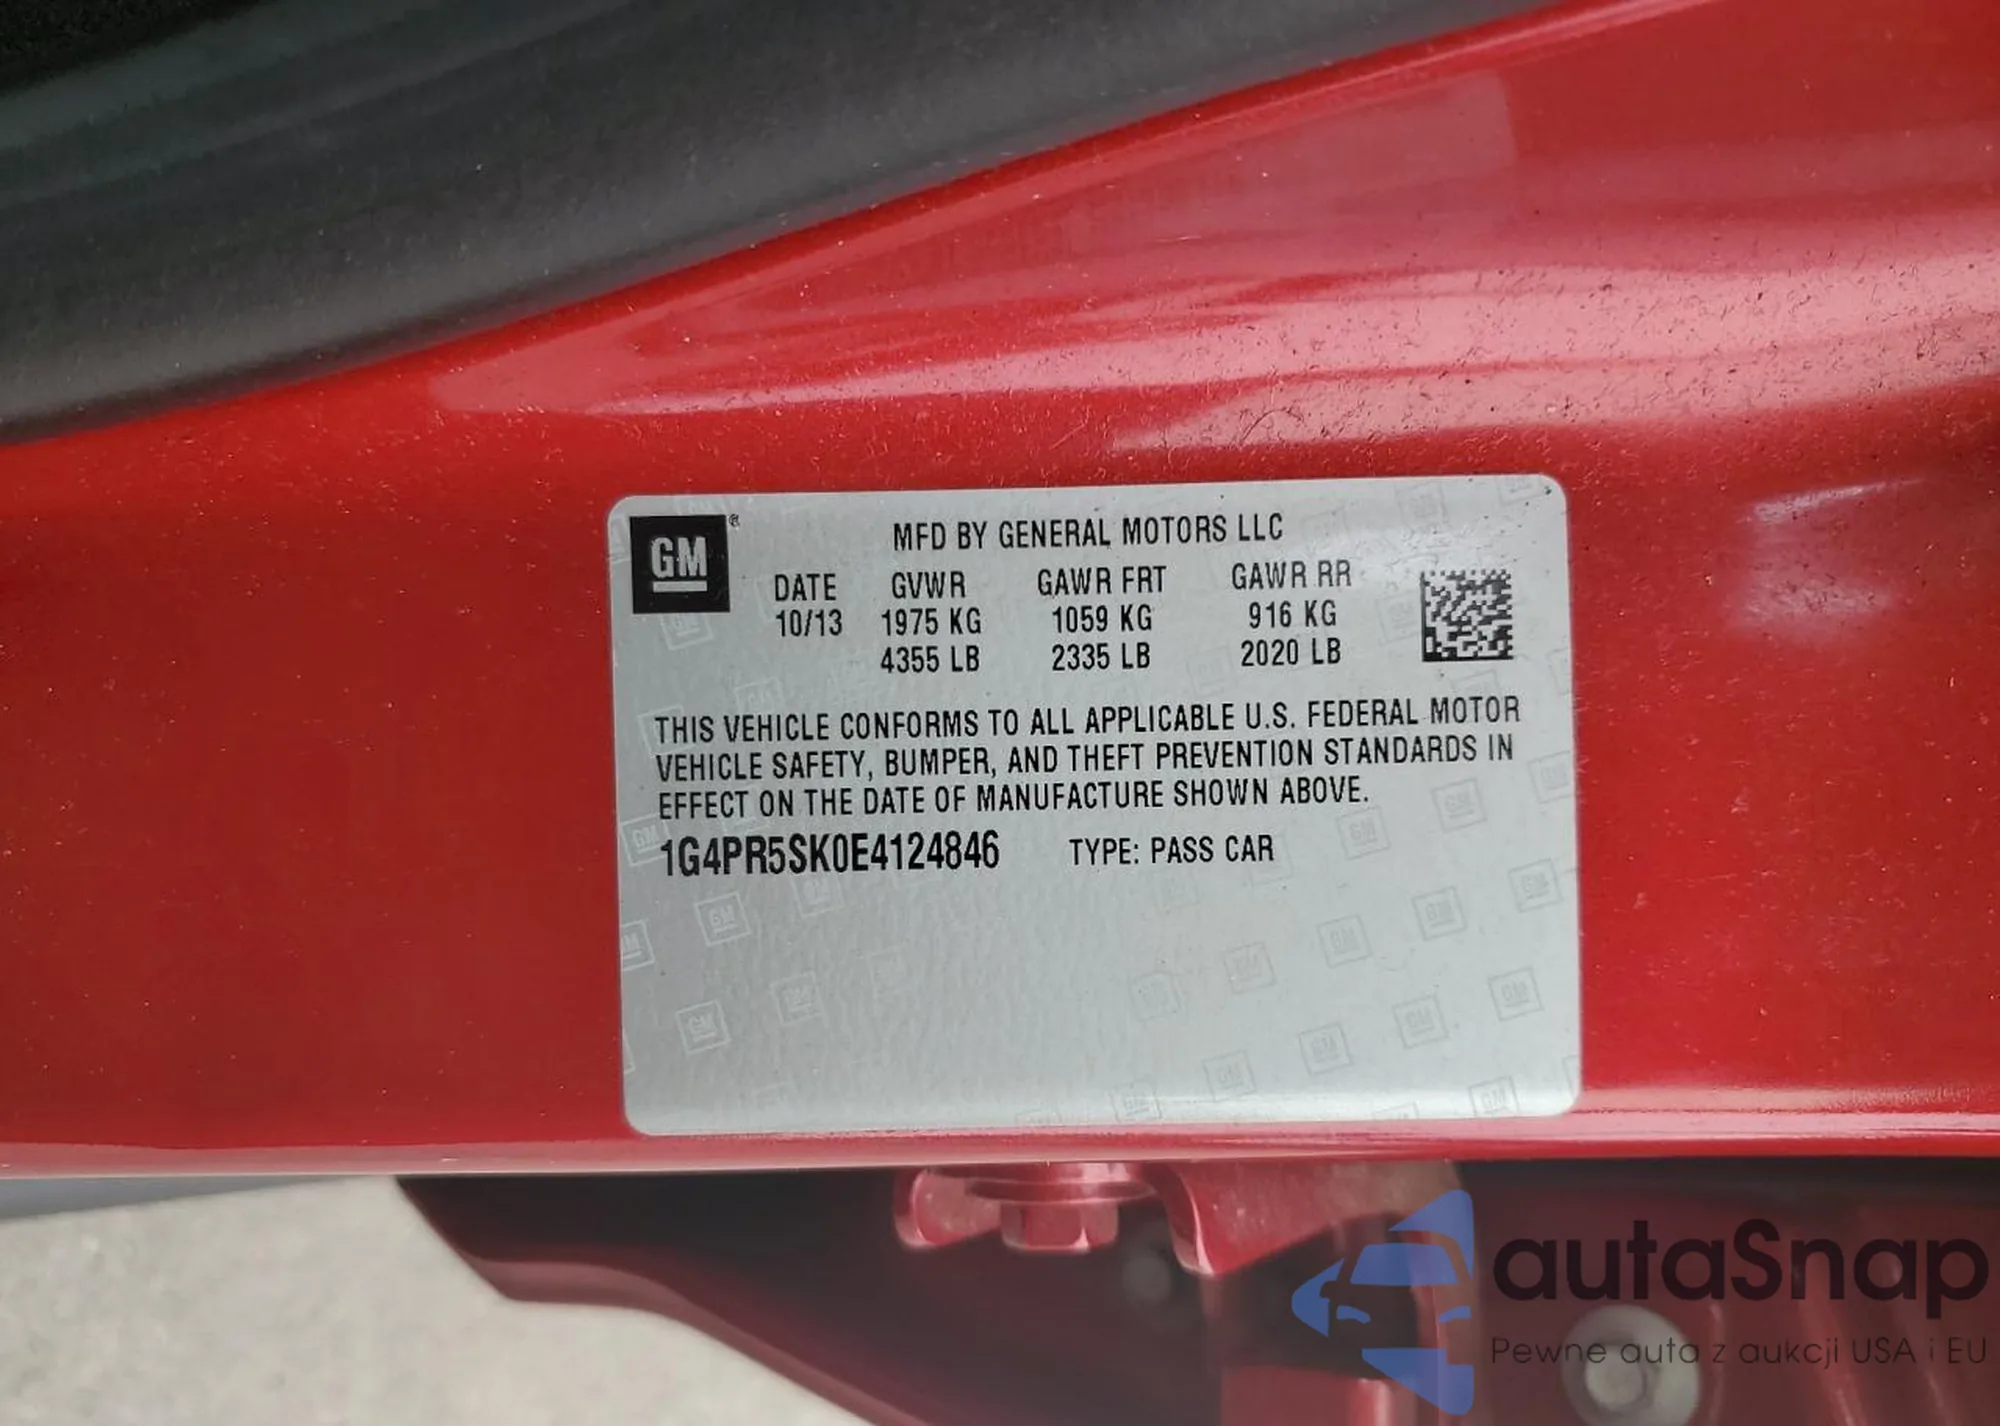 GM®
MFD BY GENERAL MOTORS LLC
DATE GVWR GAWR FRT GAWR RR
10/13 1975 KG 1059 KG 916 KG
4355 LB 2335 LB 2020 LB
THIS VEHICLE CONFORMS TO ALL APPLICABLE U.S. FEDERAL MOTOR
VEHICLE SAFETY, BUMPER, AND THEFT PREVENTION STANDARDS IN
EFFECT ON THE DATE OF MANUFACTURE SHOWN ABOVE.
1G4PR5SK0E4124846 TYPE: PASS CAR
autaSnap
Pewne auta z aukcji USA i EU